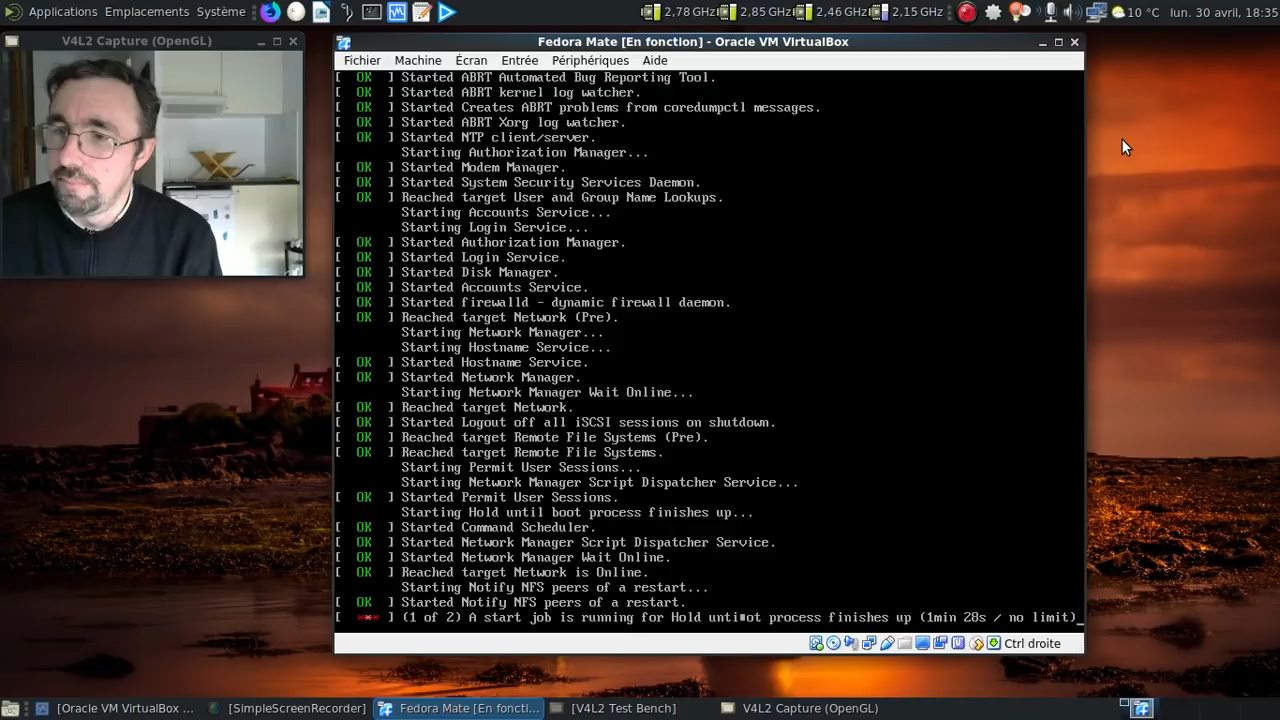 Applications Emplacements Système
2,78 GHz 2,85 GHz 2,46 GHz 2,15 GHz 10 °C lun. 30 avril, 18:35
V4L2 Capture (OpenGL)
Fedora Mate [En fonction] - Oracle VM VirtualBox
Fichier Machine Écran Entrée Périphériques Aide
[ OK ] Started ABRT Automated Bug Reporting Tool.
[ OK ] Started ABRT kernel log watcher.
[ OK ] Started Creates ABRT problems from coredumpctl messages.
[ OK ] Started ABRT Xorg log watcher.
[ OK ] Started NTP client/server.
Starting Authorization Manager...
[ OK ] Started Modem Manager.
[ OK ] Started System Security Services Daemon.
[ OK ] Reached target User and Group Name Lookups.
Starting Accounts Service...
Starting Login Service...
[ OK ] Started Authorization Manager.
[ OK ] Started Login Service.
[ OK ] Started Disk Manager.
[ OK ] Started Accounts Service.
[ OK ] Started firewalld - dynamic firewall daemon.
[ OK ] Reached target Network (Pre).
Starting Network Manager...
Starting Hostname Service...
[ OK ] Started Hostname Service.
[ OK ] Started Network Manager.
Starting Network Manager Wait Online...
[ OK ] Reached target Network.
[ OK ] Started Logout off all iSCSI sessions on shutdown.
[ OK ] Reached target Remote File Systems (Pre).
[ OK ] Reached target Remote File Systems.
Starting Permit User Sessions...
Starting Network Manager Script Dispatcher Service...
[ OK ] Started Permit User Sessions.
Starting Hold until boot process finishes up...
[ OK ] Started Command Scheduler.
[ OK ] Started Network Manager Script Dispatcher Service.
[ OK ] Started Network Manager Wait Online.
[ OK ] Reached target Network is Online.
Starting Notify NFS peers of a restart...
[ OK ] Started Notify NFS peers of a restart.
[ *** ] (1 of 2) A start job is running for Hold unti■ot process finishes up (1min 28s / no limit)_
Ctrl droite
[Oracle VM VirtualBox ... [SimpleScreenRecorder] Fedora Mate [En foncti... [V4L2 Test Bench] V4L2 Capture (OpenGL)